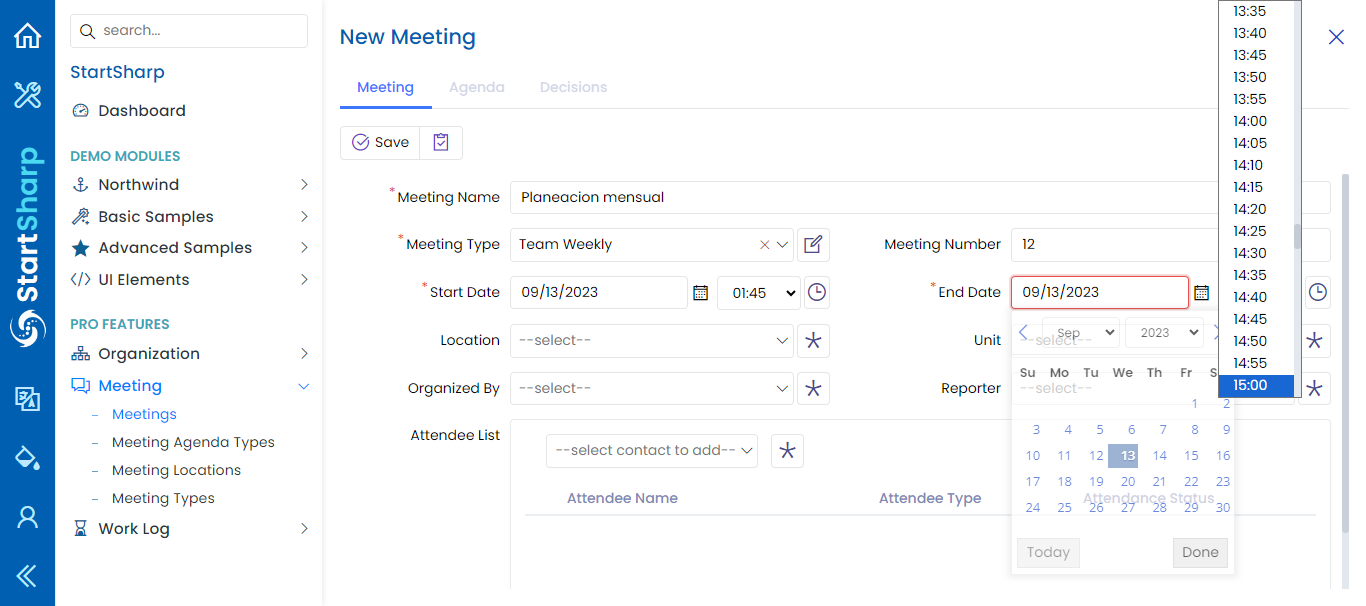 search...
StartSharp
Dashboard
DEMO MODULES
Northwind
Basic Samples
Advanced Samples
UI Elements
PRO FEATURES
Organization
Meeting
Meetings
Meeting Agenda Types
Meeting Locations
Meeting Types
Work Log
StartSharp
New Meeting
Meeting Agenda Decisions
Save
*Meeting Name Planeacion mensual
*Meeting Type Team Weekly Meeting Number 12
*Start Date 09/13/2023 01:45 *End Date 09/13/2023
Location --select-- Unit --select--
Organized By --select-- Reporter --select--
Attendee List --select contact to add--
Attendee Name Attendee Type Attendance Status
Sep 2023
Su Mo Tu We Th Fr S
1 2
3 4 5 6 7 8 9
10 11 12 13 14 15 16
17 18 19 20 21 22 23
24 25 26 27 28 29 30
Today Done
13:35
13:40
13:45
13:50
13:55
14:00
14:05
14:10
14:15
14:20
14:25
14:30
14:35
14:40
14:45
14:50
14:55
15:00